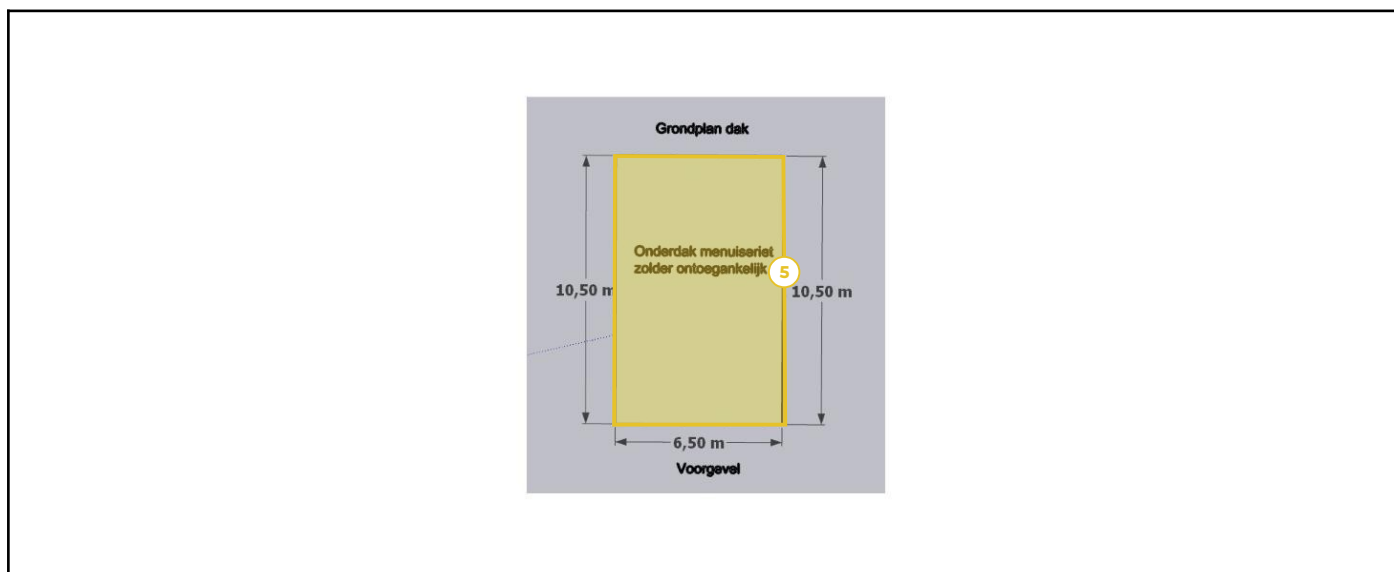 Grondplan dak
Onderdak menuiseriet
zolder ontoegankelijk
5
10,50 m
10,50 m
6,50 m
Voorgevel